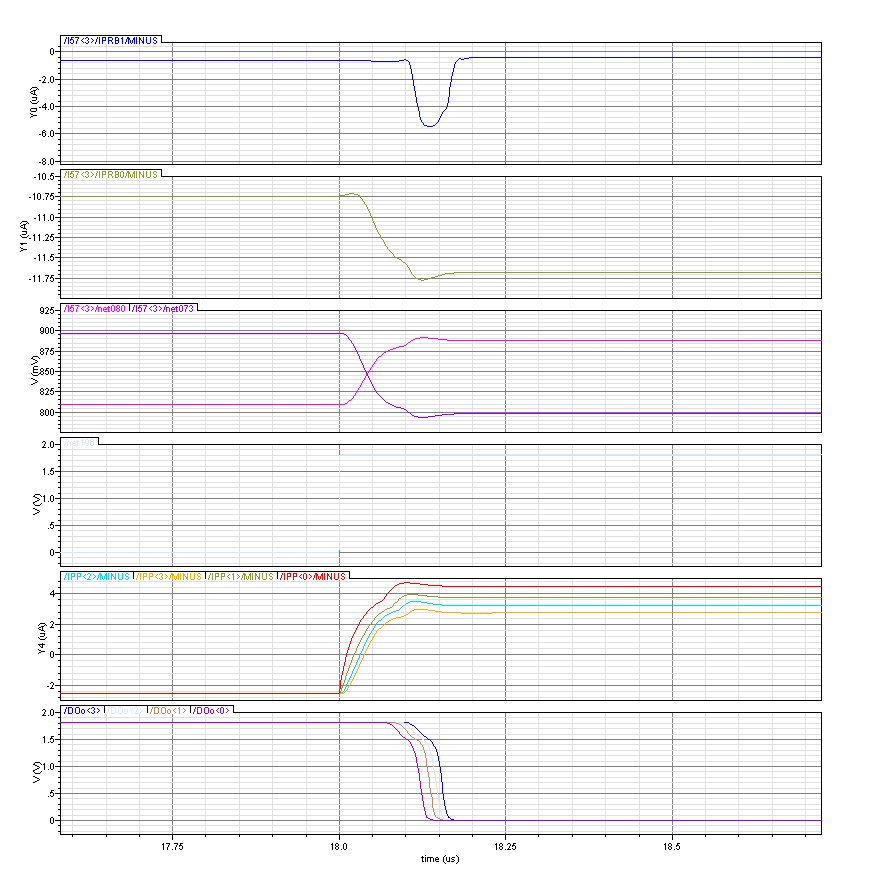 /I57<3>/IPRB1/MINUS
0
-2.0
-4.0
-6.0
-8.0
Y0 (uA)
/I57<3>/IPRB0/MINUS
-10.5
-10.75
-11.0
-11.25
-11.5
-11.75
Y1 (uA)
/I57<3>/net080 /I57<3>/net073
925
900
875
850
825
800
V (mV)
/net198
2.0
1.5
1.0
.5
0
V (V)
/IPP<2>/MINUS /IPP<3>/MINUS /IPP<1>/MINUS /IPP<0>/MINUS
4
2
0
-2
Y4 (uA)
/DOo<3> /DOo<2> /DOo<1> /DOo<0>
2.0
1.5
1.0
.5
0
V (V)
17.75 18.0 18.25 18.5
time (us)